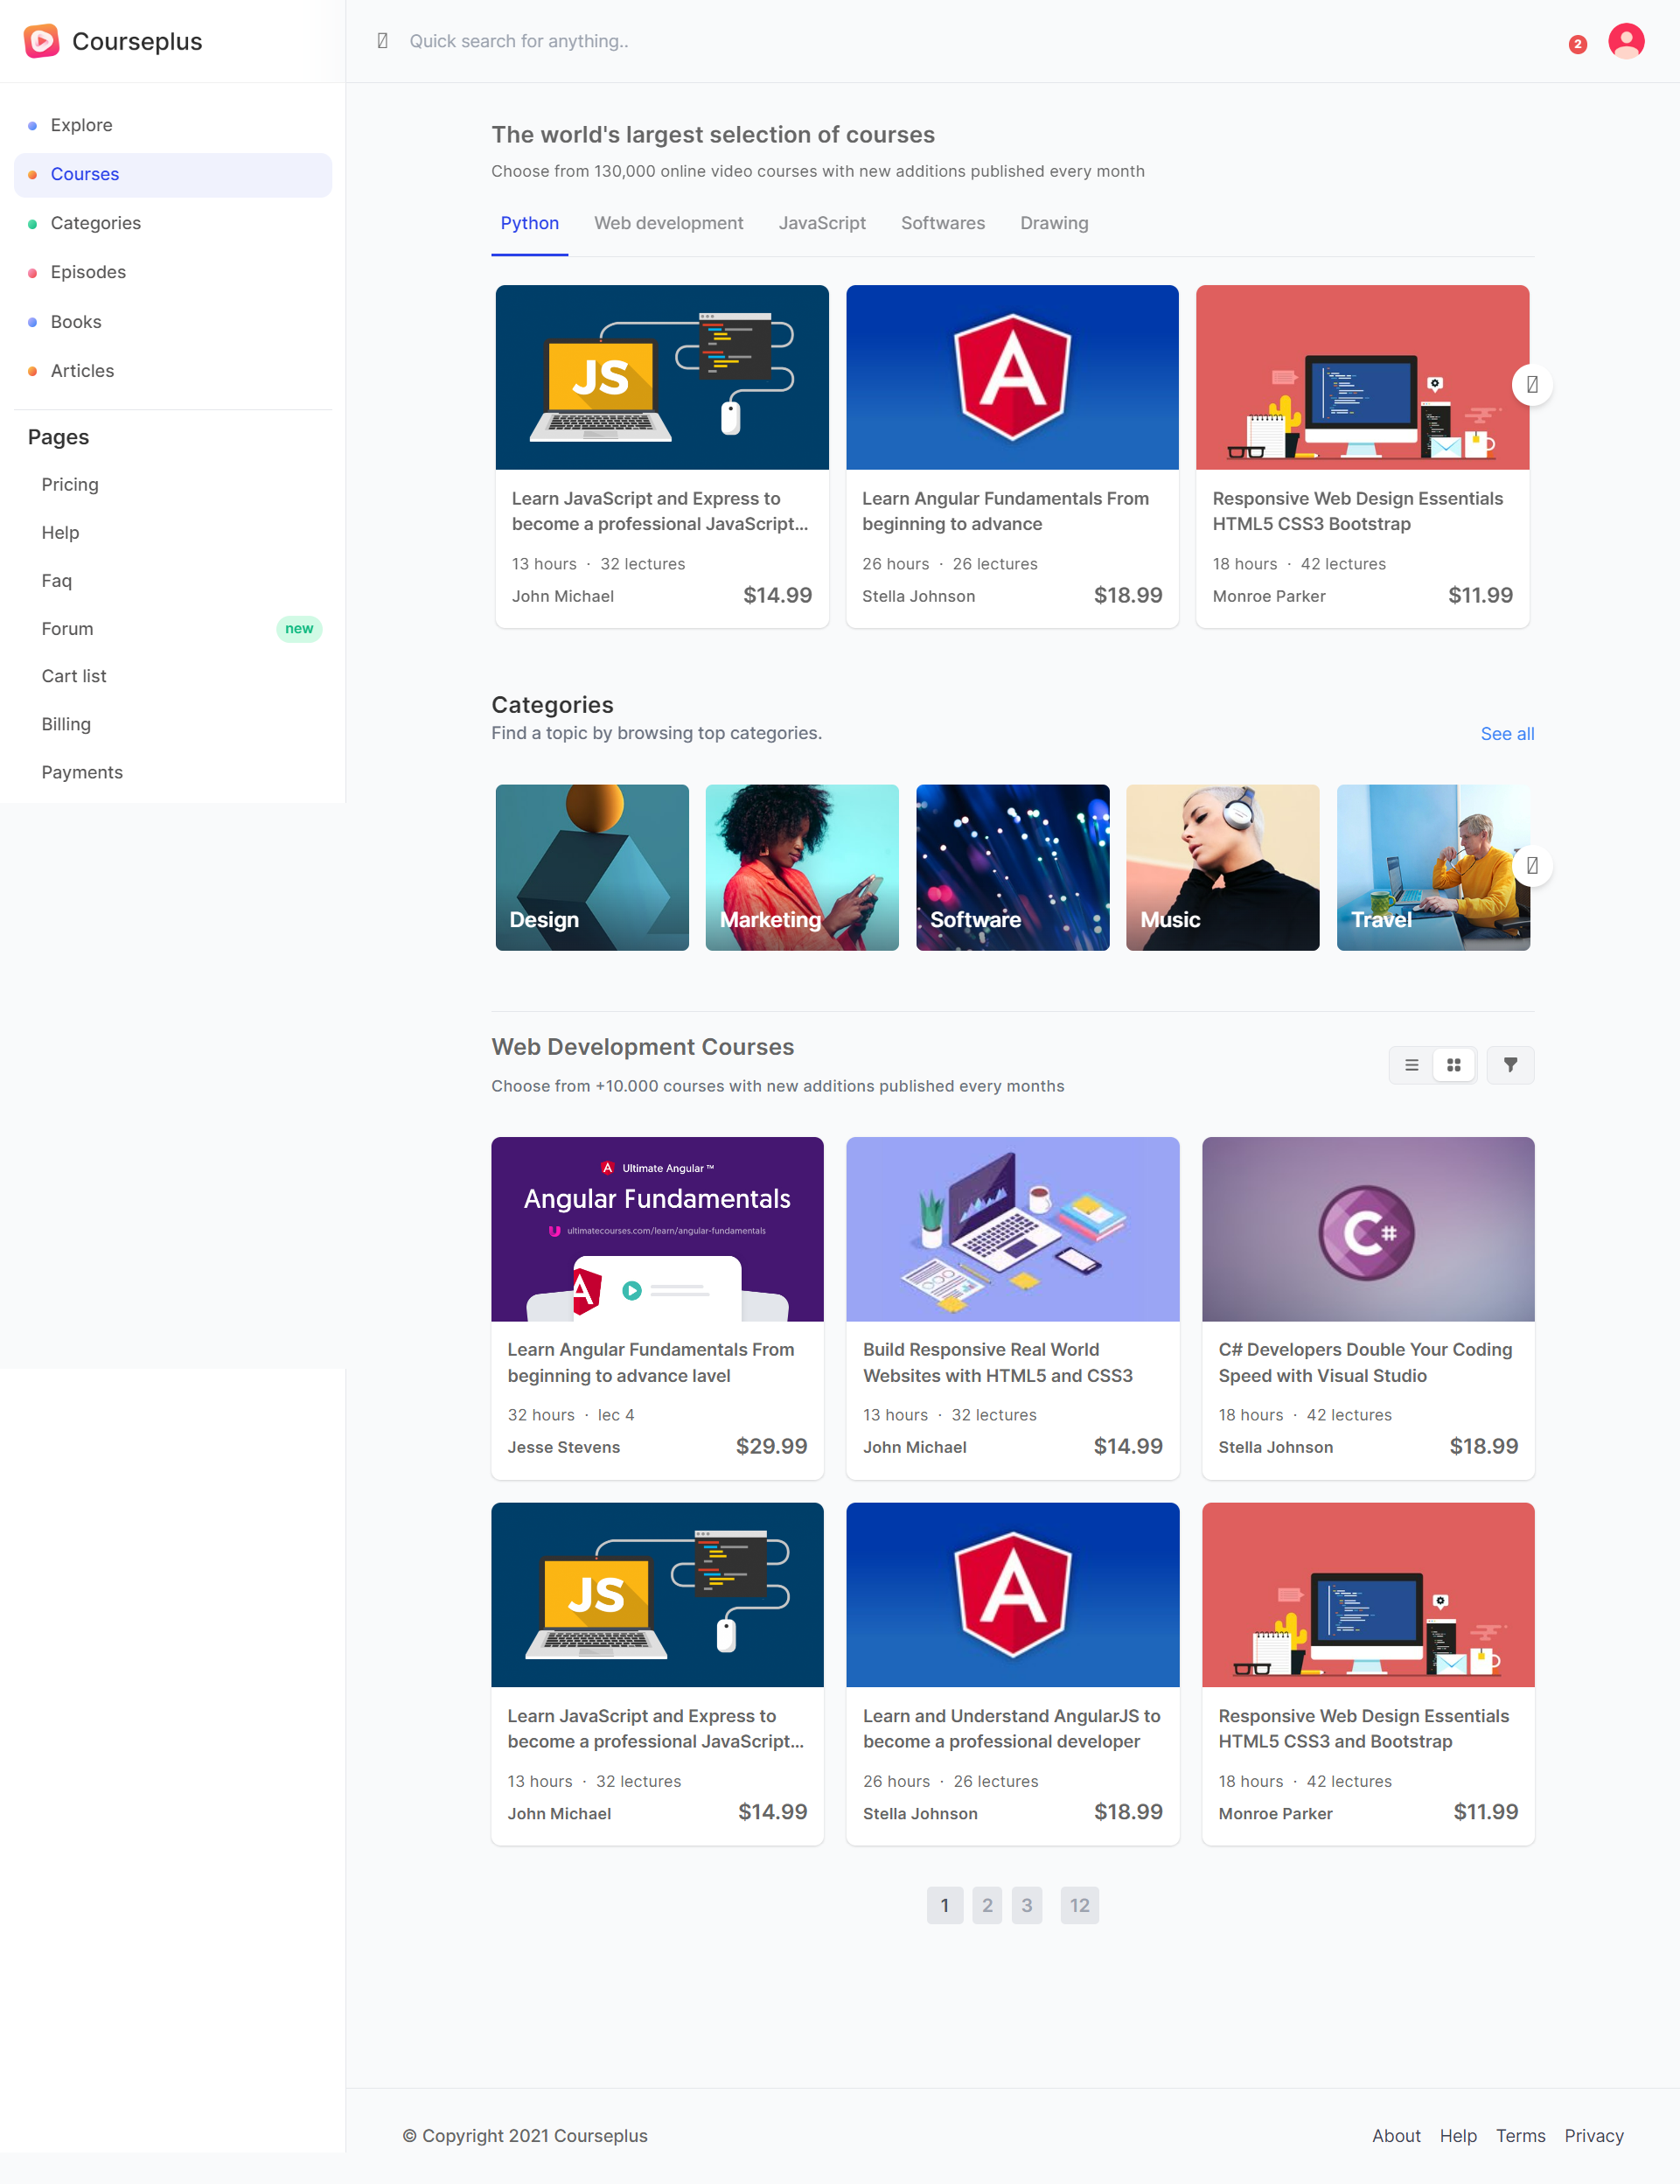 Courseplus
Quick search for anything..
2
Explore
Courses
Categories
Episodes
Books
Articles
Pages
Pricing
Help
Faq
Forum
new
Cart list
Billing
Payments
The world's largest selection of courses
Choose from 130,000 online video courses with new additions published every month
Python
Web development
JavaScript
Softwares
Drawing
JS
A
Learn JavaScript and Express to
become a professional JavaScript...
13 hours · 32 lectures
John Michael
$14.99
Learn Angular Fundamentals From
beginning to advance
26 hours · 26 lectures
Stella Johnson
$18.99
Responsive Web Design Essentials
HTML5 CSS3 Bootstrap
18 hours · 42 lectures
Monroe Parker
$11.99
Categories
Find a topic by browsing top categories.
See all
Design
Marketing
Software
Music
Travel
Web Development Courses
Choose from +10.000 courses with new additions published every months
A
Ultimate Angular ™
Angular Fundamentals
ultimatecourses.com/learn/angular-fundamentals
A
C#
Learn Angular Fundamentals From
beginning to advance lavel
32 hours · lec 4
Jesse Stevens
$29.99
Build Responsive Real World
Websites with HTML5 and CSS3
13 hours · 32 lectures
John Michael
$14.99
C# Developers Double Your Coding
Speed with Visual Studio
18 hours · 42 lectures
Stella Johnson
$18.99
JS
A
Learn JavaScript and Express to
become a professional JavaScript...
13 hours · 32 lectures
John Michael
$14.99
Learn and Understand AngularJS to
become a professional developer
26 hours · 26 lectures
Stella Johnson
$18.99
Responsive Web Design Essentials
HTML5 CSS3 and Bootstrap
18 hours · 42 lectures
Monroe Parker
$11.99
1
2
3
12
© Copyright 2021 Courseplus
About
Help
Terms
Privacy